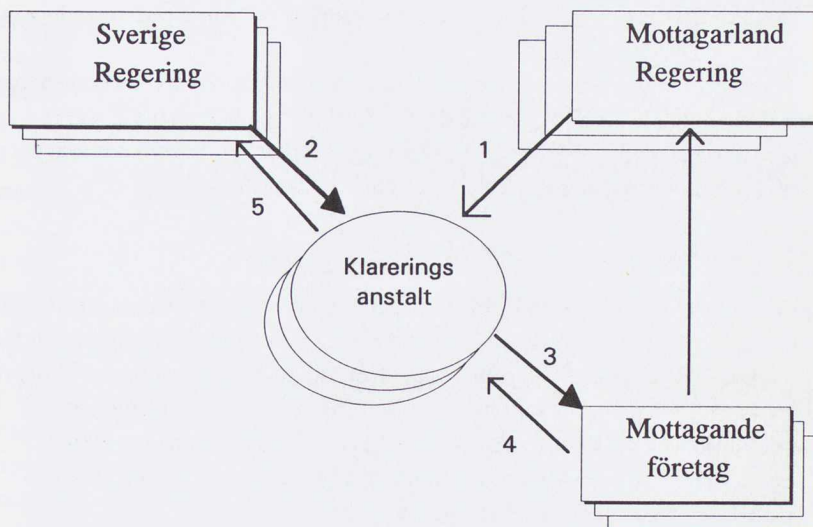 Sverige
Regering
Mottagarland
Regering
2
1
5
Klarerings
anstalt
3
4
Mottagande
företag